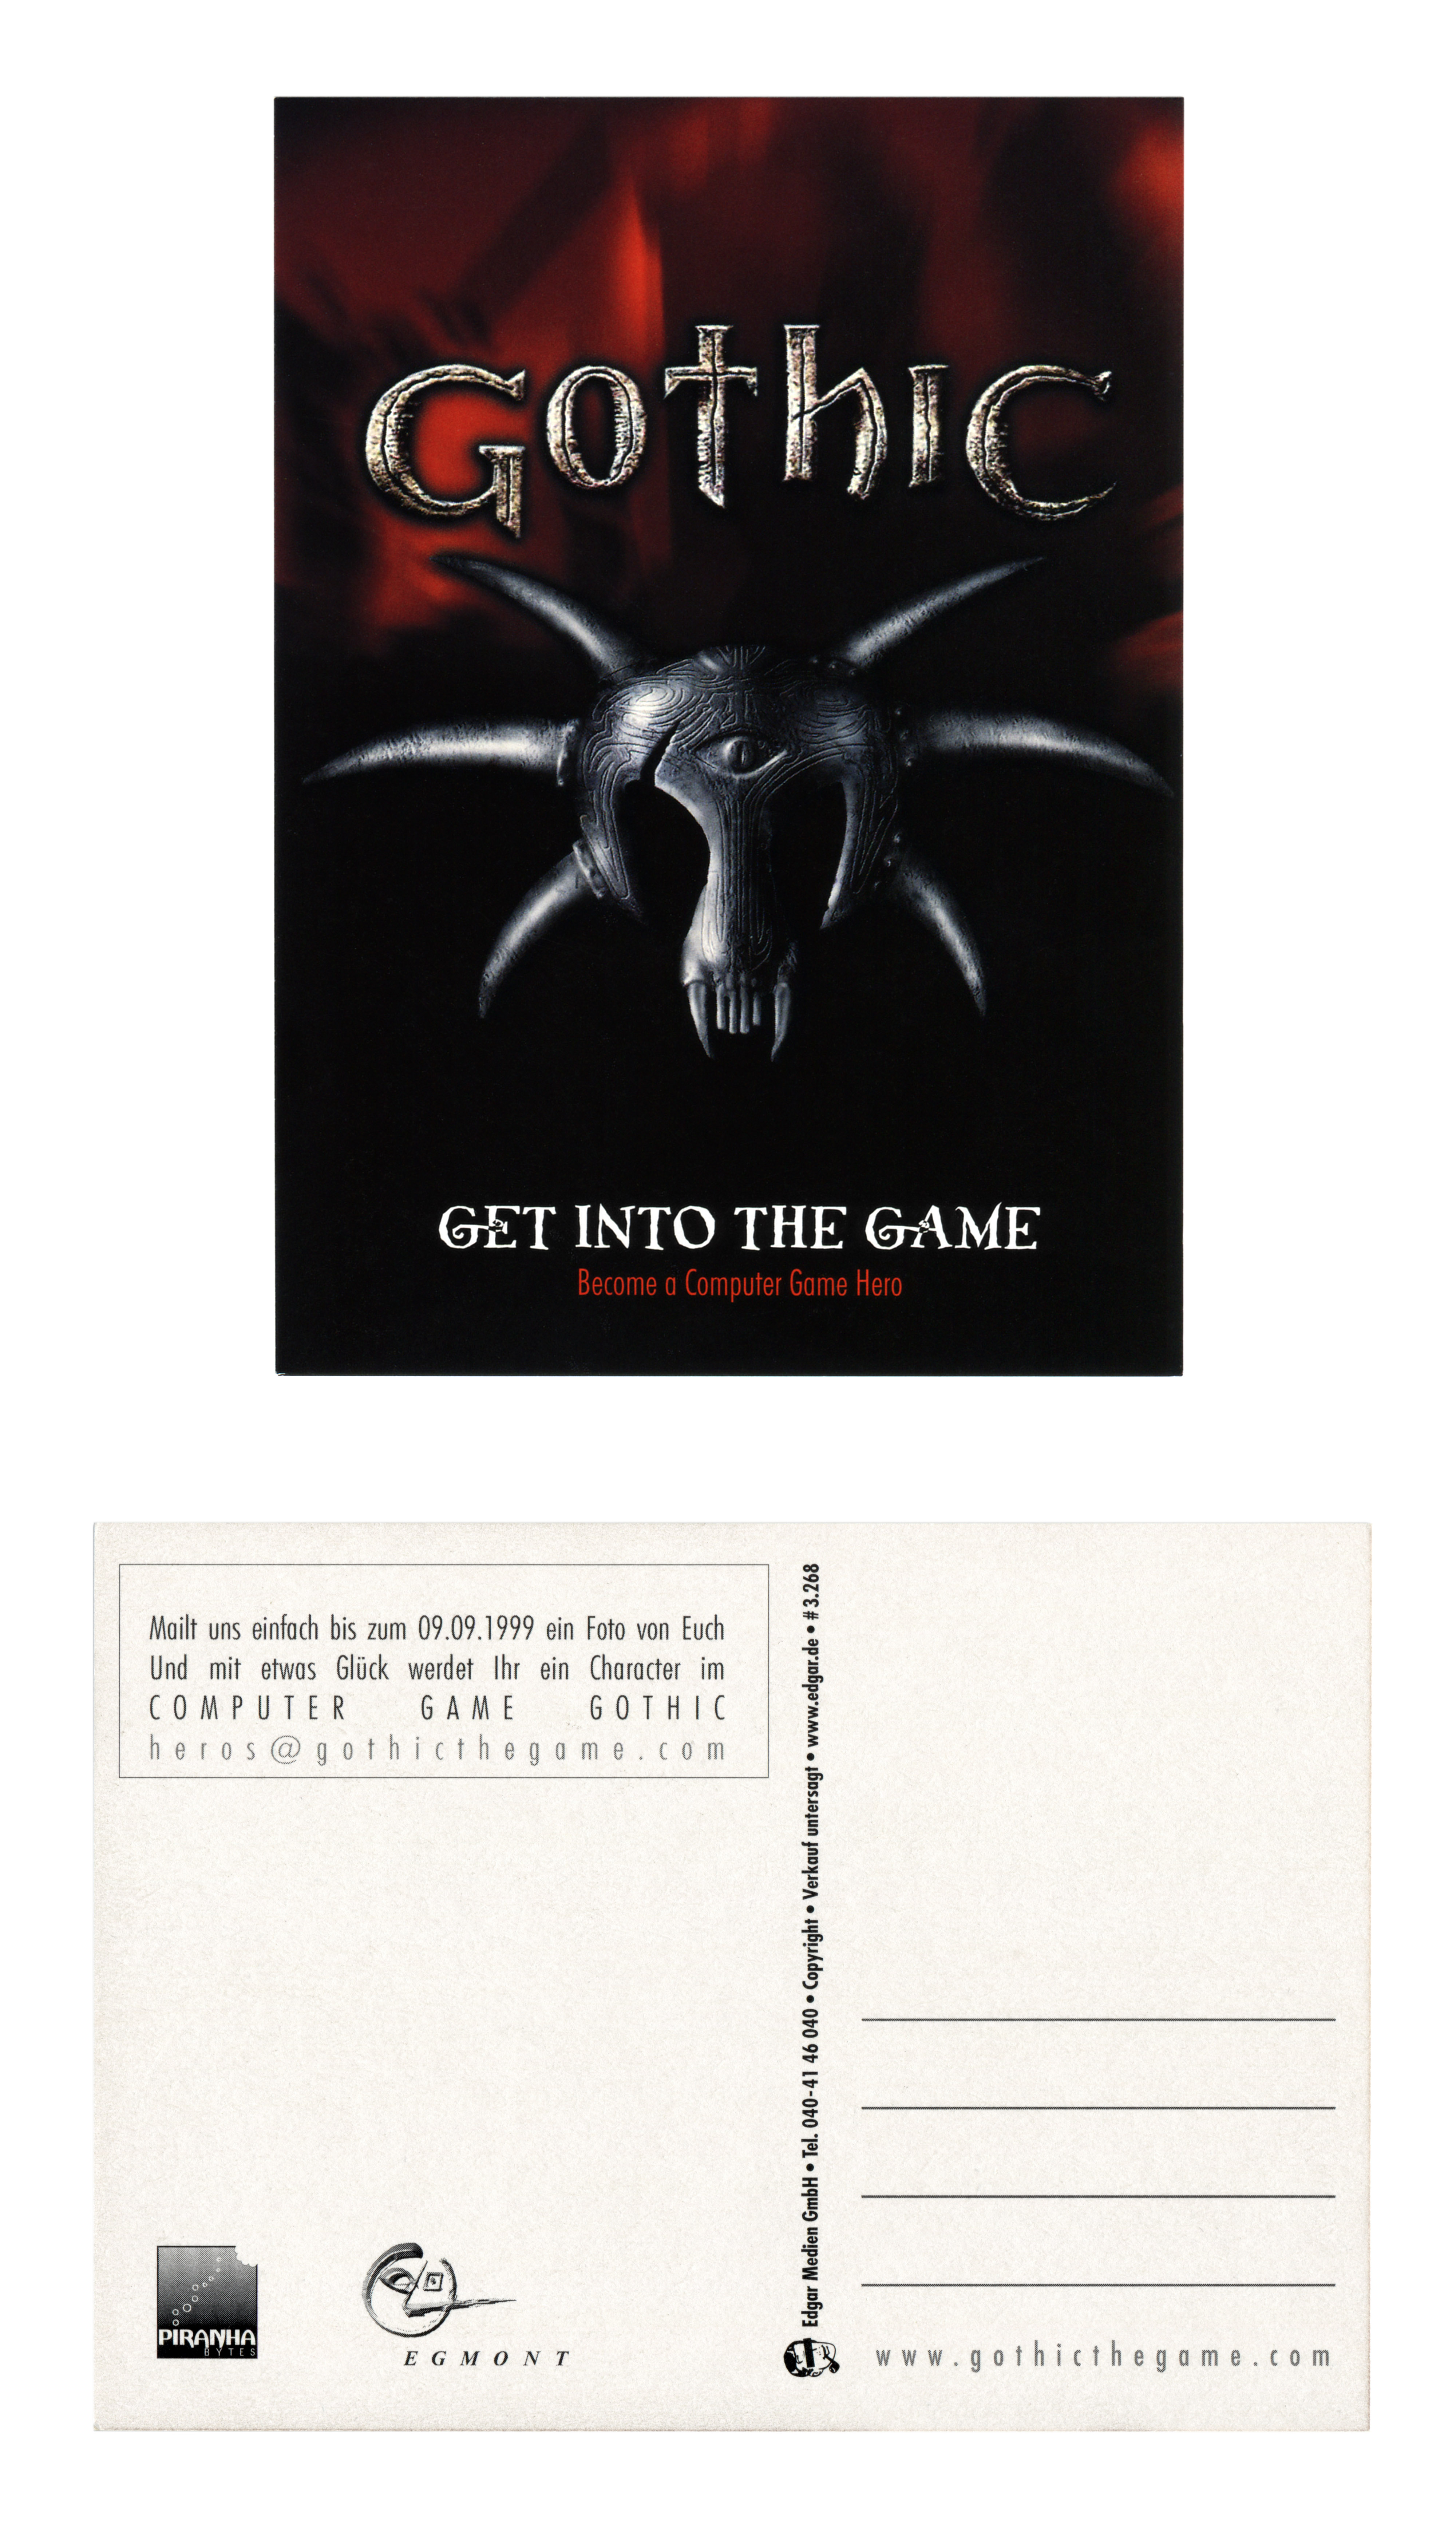 GOTHIC
GET INTO THE GAME
Become a Computer Game Hero
Mailt uns einfach bis zum 09.09.1999 ein Foto von Euch
Und mit etwas Glück werdet Ihr ein Character im
COMPUTER GAME GOTHIC
heros@gothicthegame.com
Edgar Medien GmbH • Tel. 040-41 46 040 • Copyright • Verkauf untersagt • www.edgar.de • #3.268
PIRANHA
BYTES
EGMONT
www.gothicthegame.com